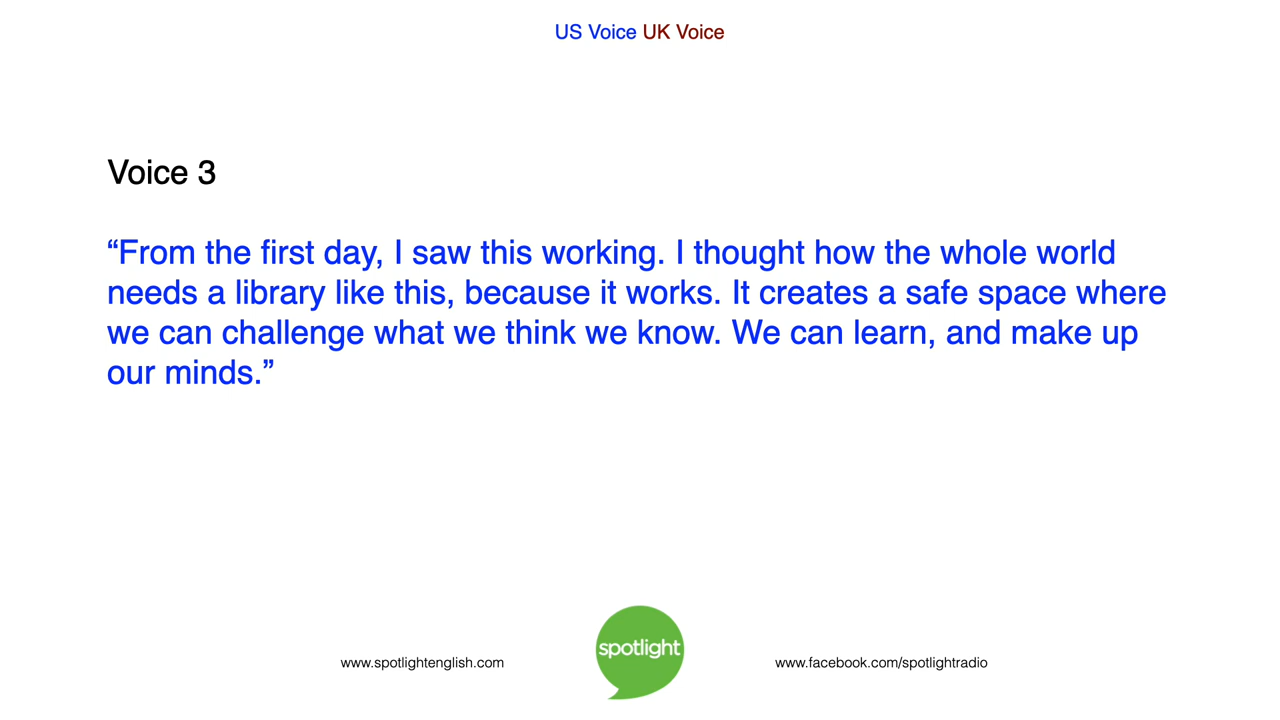 US Voice UK Voice
Voice 3
“From the first day, I saw this working. I thought how the whole world
needs a library like this, because it works. It creates a safe space where
we can challenge what we think we know. We can learn, and make up
our minds.”
www.spotlightenglish.com
spotlight
www.facebook.com/spotlightradio